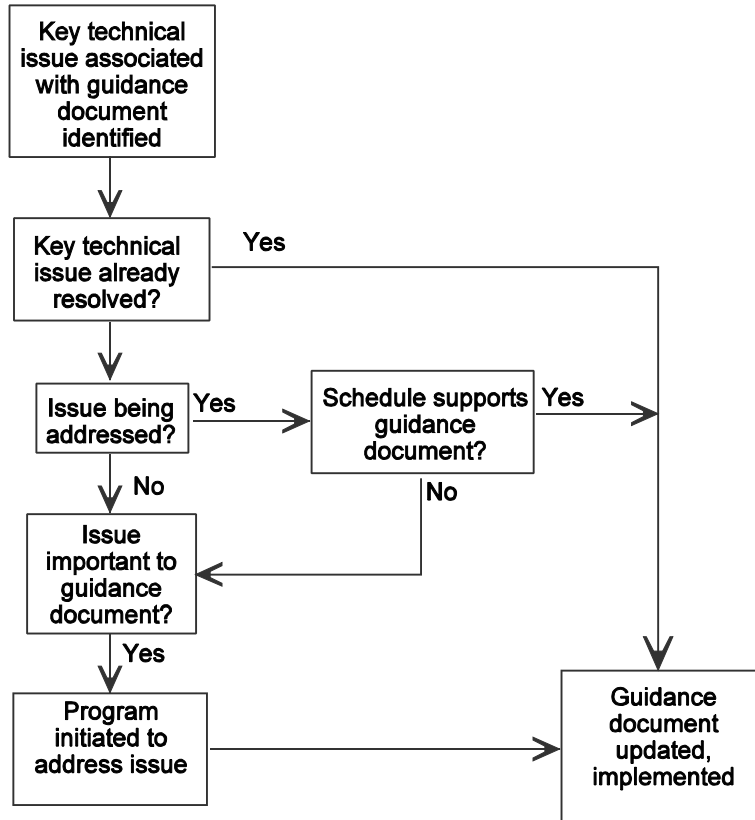 Key technical
issue associated
with guidance
document
identified
Key technical
issue already
resolved?
Yes
Issue being
addressed?
Yes
Schedule supports
guidance
document?
Yes
No
No
Issue
important to
guidance
document?
Yes
Program
initiated to
address issue
Guidance
document
updated,
implemented